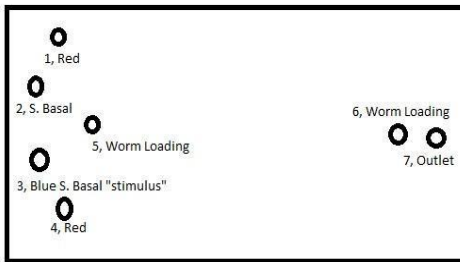 1, Red
2, S. Basal
6, Worm Loading
5, Worm Loading
7, Outlet
3, Blue S. Basal "stimulus"
4, Red